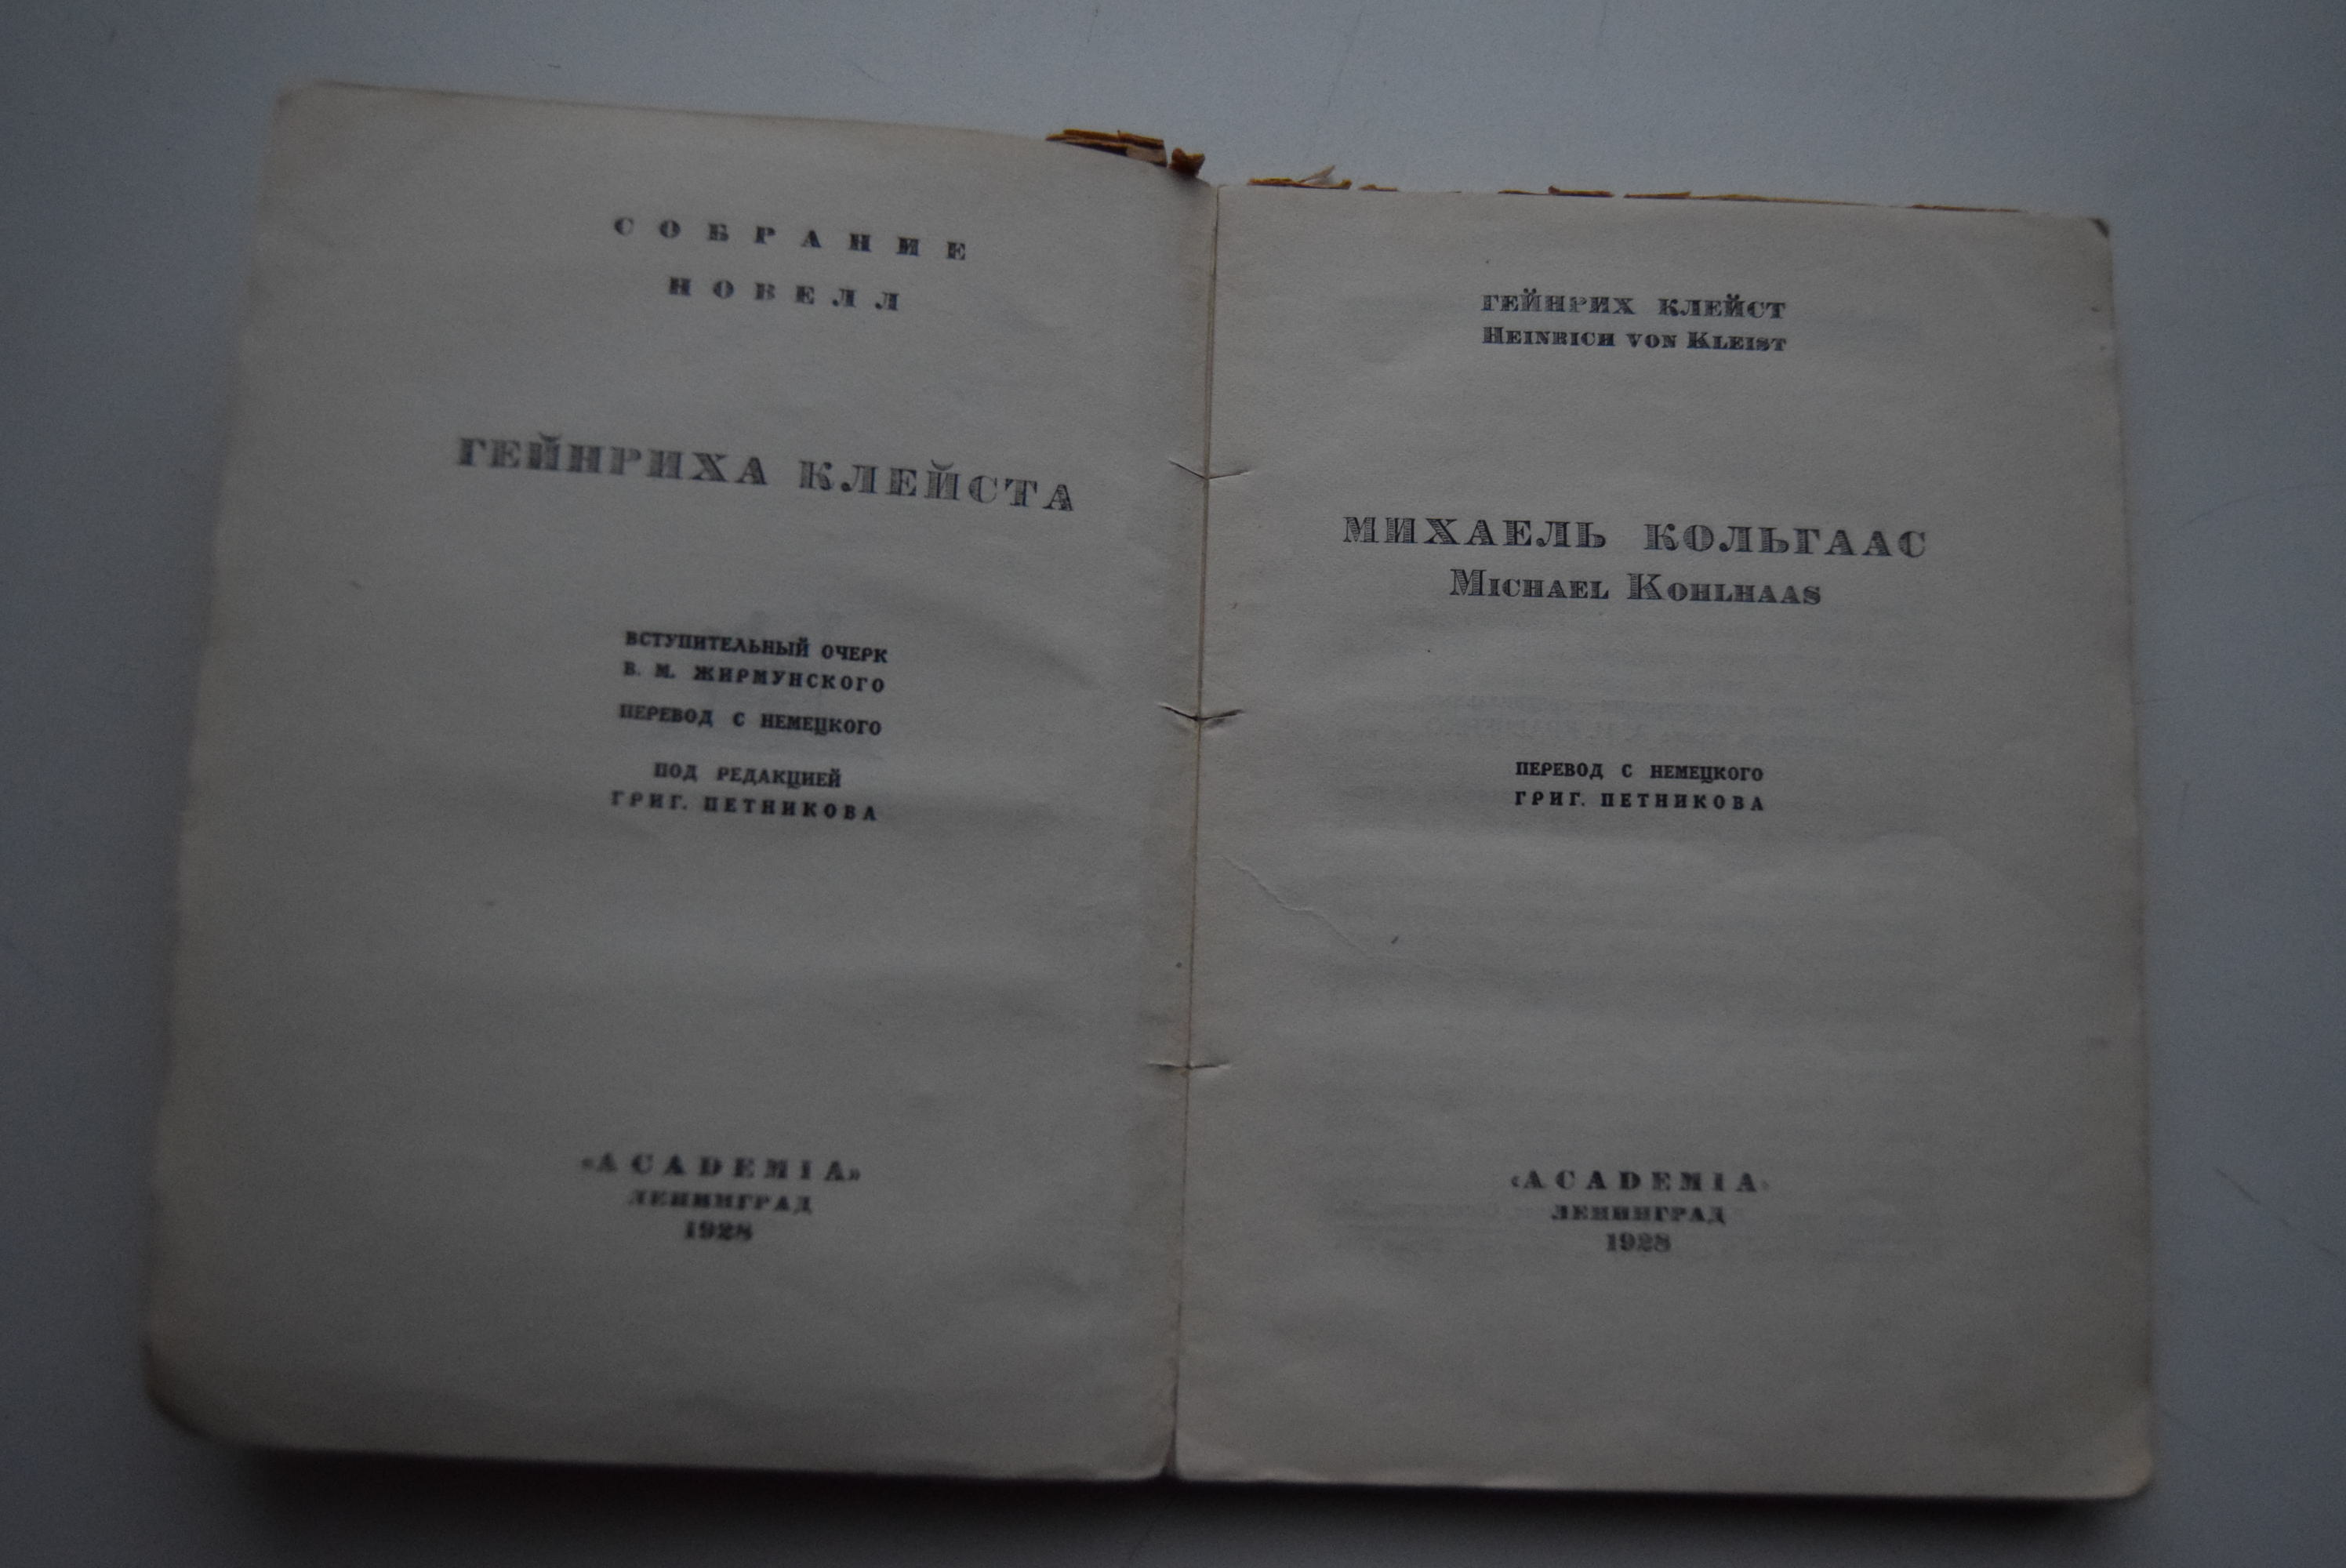 СОБРАНИЕ
НОВЕЛЛ
ГЕЙНРИХА КЛЕЙСТА
ВСТУПИТЕЛЬНЫЙ ОЧЕРК
В. М. ЖИРМУНСКОГО
ПЕРЕВОД С НЕМЕЦКОГО
ПОД РЕДАКЦИЕЙ
ГРИГ. ПЕТНИКОВА
«ACADEMIA»
ЛЕНИНГРАД
1928
ГЕЙНРИХ КЛЕЙСТ
HEINRICH VON KLEIST
МИХАЕЛЬ КОЛЬГААС
MICHAEL KOHLHAAS
ПЕРЕВОД С НЕМЕЦКОГО
ГРИГ. ПЕТНИКОВА
«ACADEMIA»
ЛЕНИНГРАД
1928